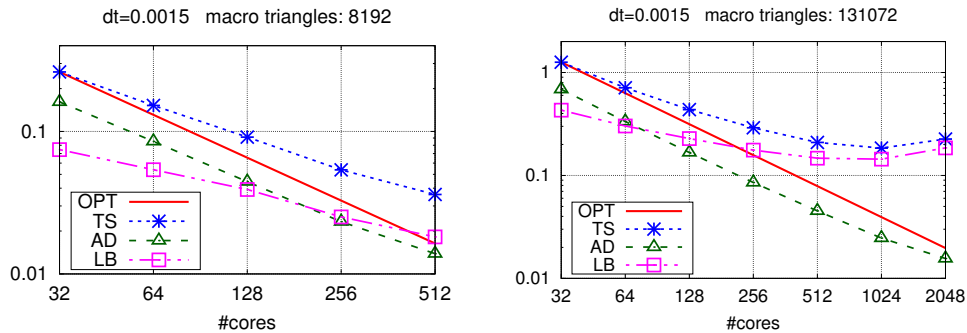 dt=0.0015 macro triangles: 8192
0.1
0.01
OPT
TS
AD
LB
32 64 128 256 512
#cores
dt=0.0015 macro triangles: 131072
1
0.1
0.01
OPT
TS
AD
LB
32 64 128 256 512 1024 2048
#cores